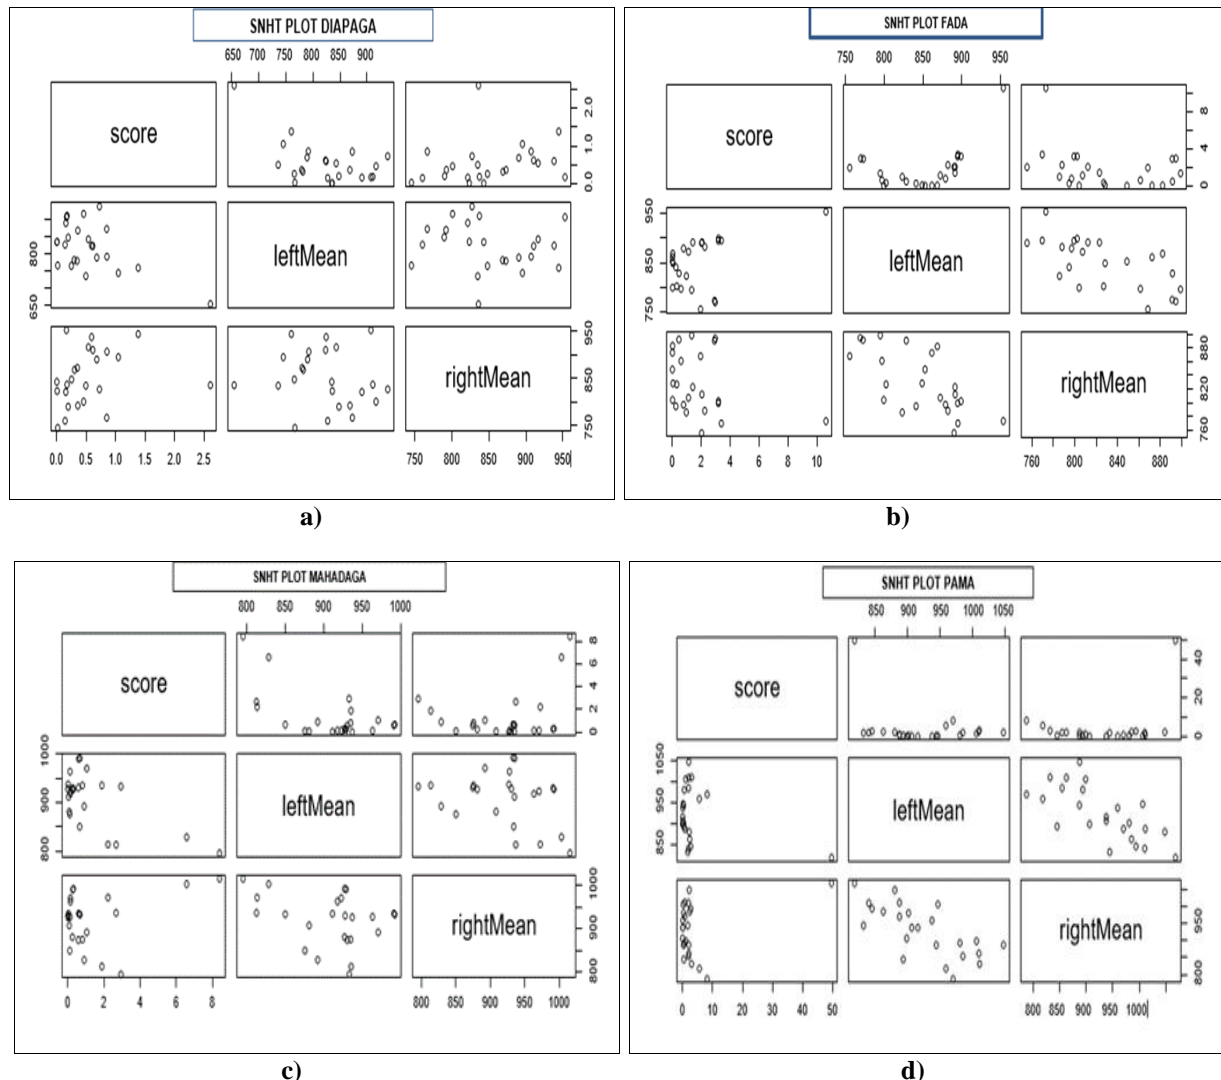 SNHT PLOT DIAPAGA
650 700 750 780 840 850 900
score
0.0 1.0 2.0
650 800
leftMean
rightMean
750 850 950
0.0 0.5 1.0 1.5 2.0 2.5
750 800 850 900 950
a)
SNHT PLOT FADA
750 800 850 900 950
score
0 4 8
750 850 950
leftMean
rightMean
760 820 880
0 2 4 6 8 10
760 800 840 880
b)
SNHT PLOT MAHADAGA
800 850 900 950 1000
score
0 2 4 6 8
800 900 1000
leftMean
rightMean
800 900 1000
0 2 4 6 8
800 850 900 950 1000
c)
SNHT PLOT PAMA
850 900 950 1000 1050
score
0 20 40
850 950 1050
leftMean
rightMean
800 950
0 10 20 30 40 50
800 850 900 950 1000
d)